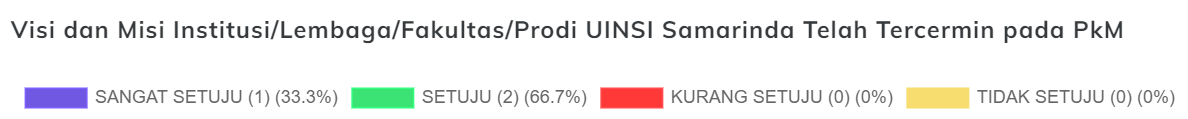 Visi dan Misi Institusi/Lembaga/Fakultas/Prodi UINSI Samarinda Telah Tercermin pada PkM
SANGAT SETUJU (1) (33.3%) SETUJU (2) (66.7%) KURANG SETUJU (0) (0%) TIDAK SETUJU (0) (0%)